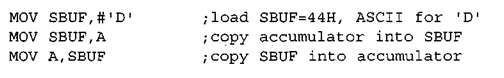 MOV SBUF,#'D' ;load SBUF=44H, ASCII for 'D'
MOV SBUF,A ;copy accumulator into SBUF
MOV A,SBUF ;copy SBUF into accumulator